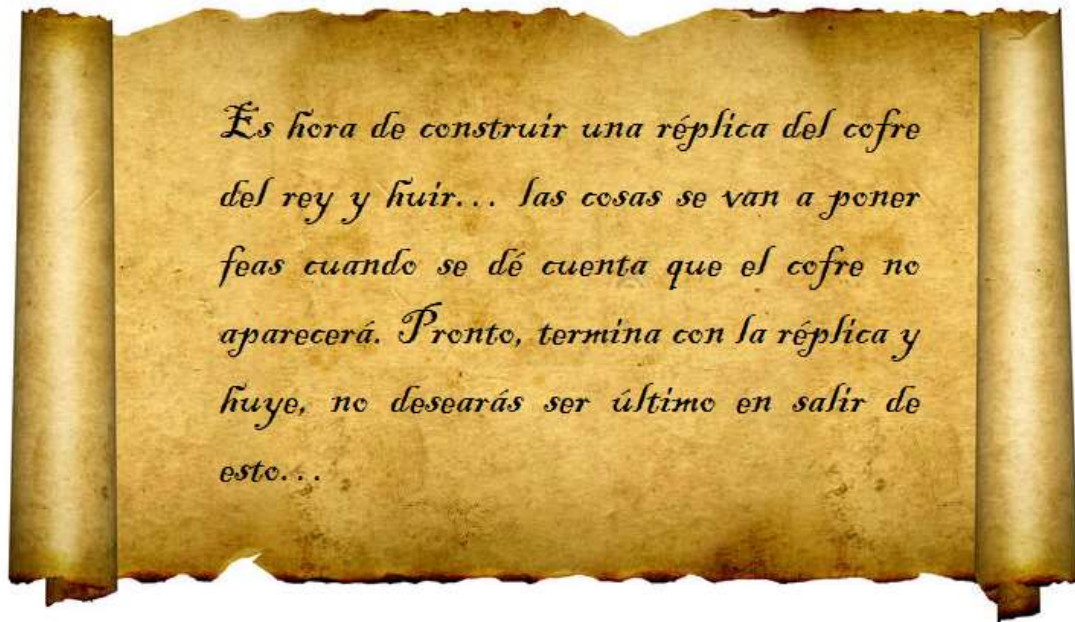 Es hora de construir una réplica del cofre
del rey y huir... las cosas se van a poner
feas cuando se dé cuenta que el cofre no
aparecerá. Pronto, termina con la réplica y
huye, no desearás ser último en salir de
esto...